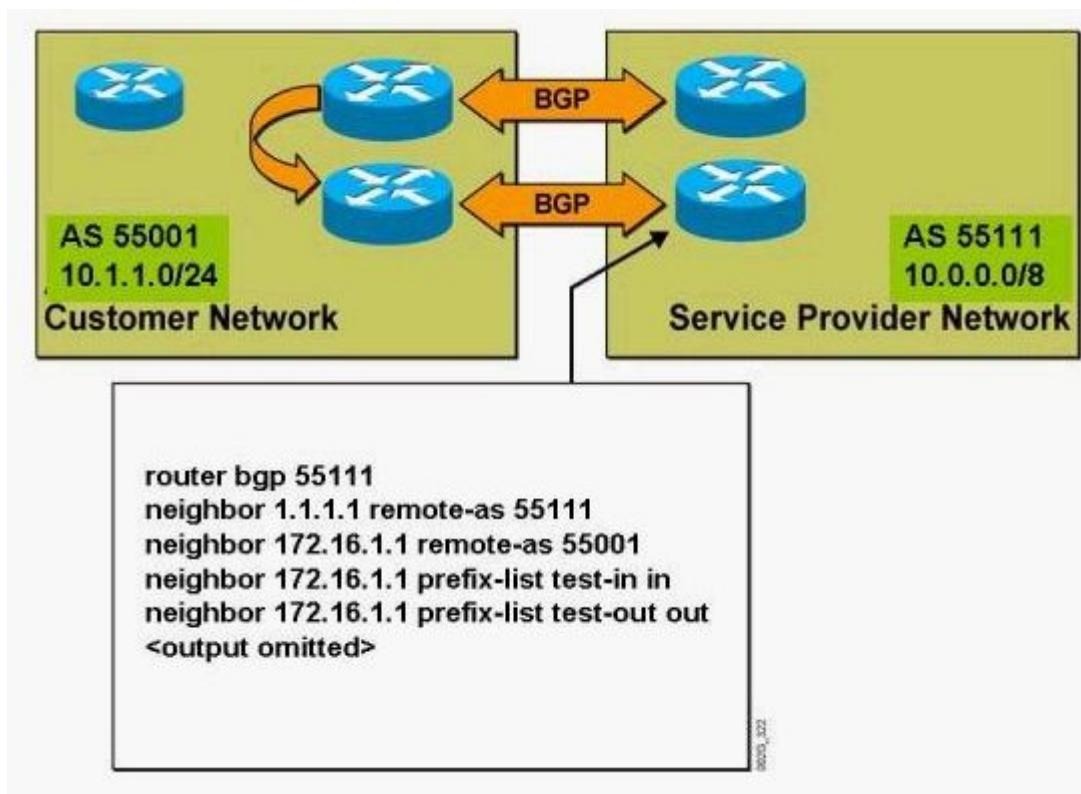 BGP
BGP
AS 55001
10.1.1.0/24
Customer Network
AS 55111
10.0.0.0/8
Service Provider Network
router bgp 55111
neighbor 1.1.1.1 remote-as 55111
neighbor 172.16.1.1 remote-as 55001
neighbor 172.16.1.1 prefix-list test-in in
neighbor 172.16.1.1 prefix-list test-out out
<output omitted>